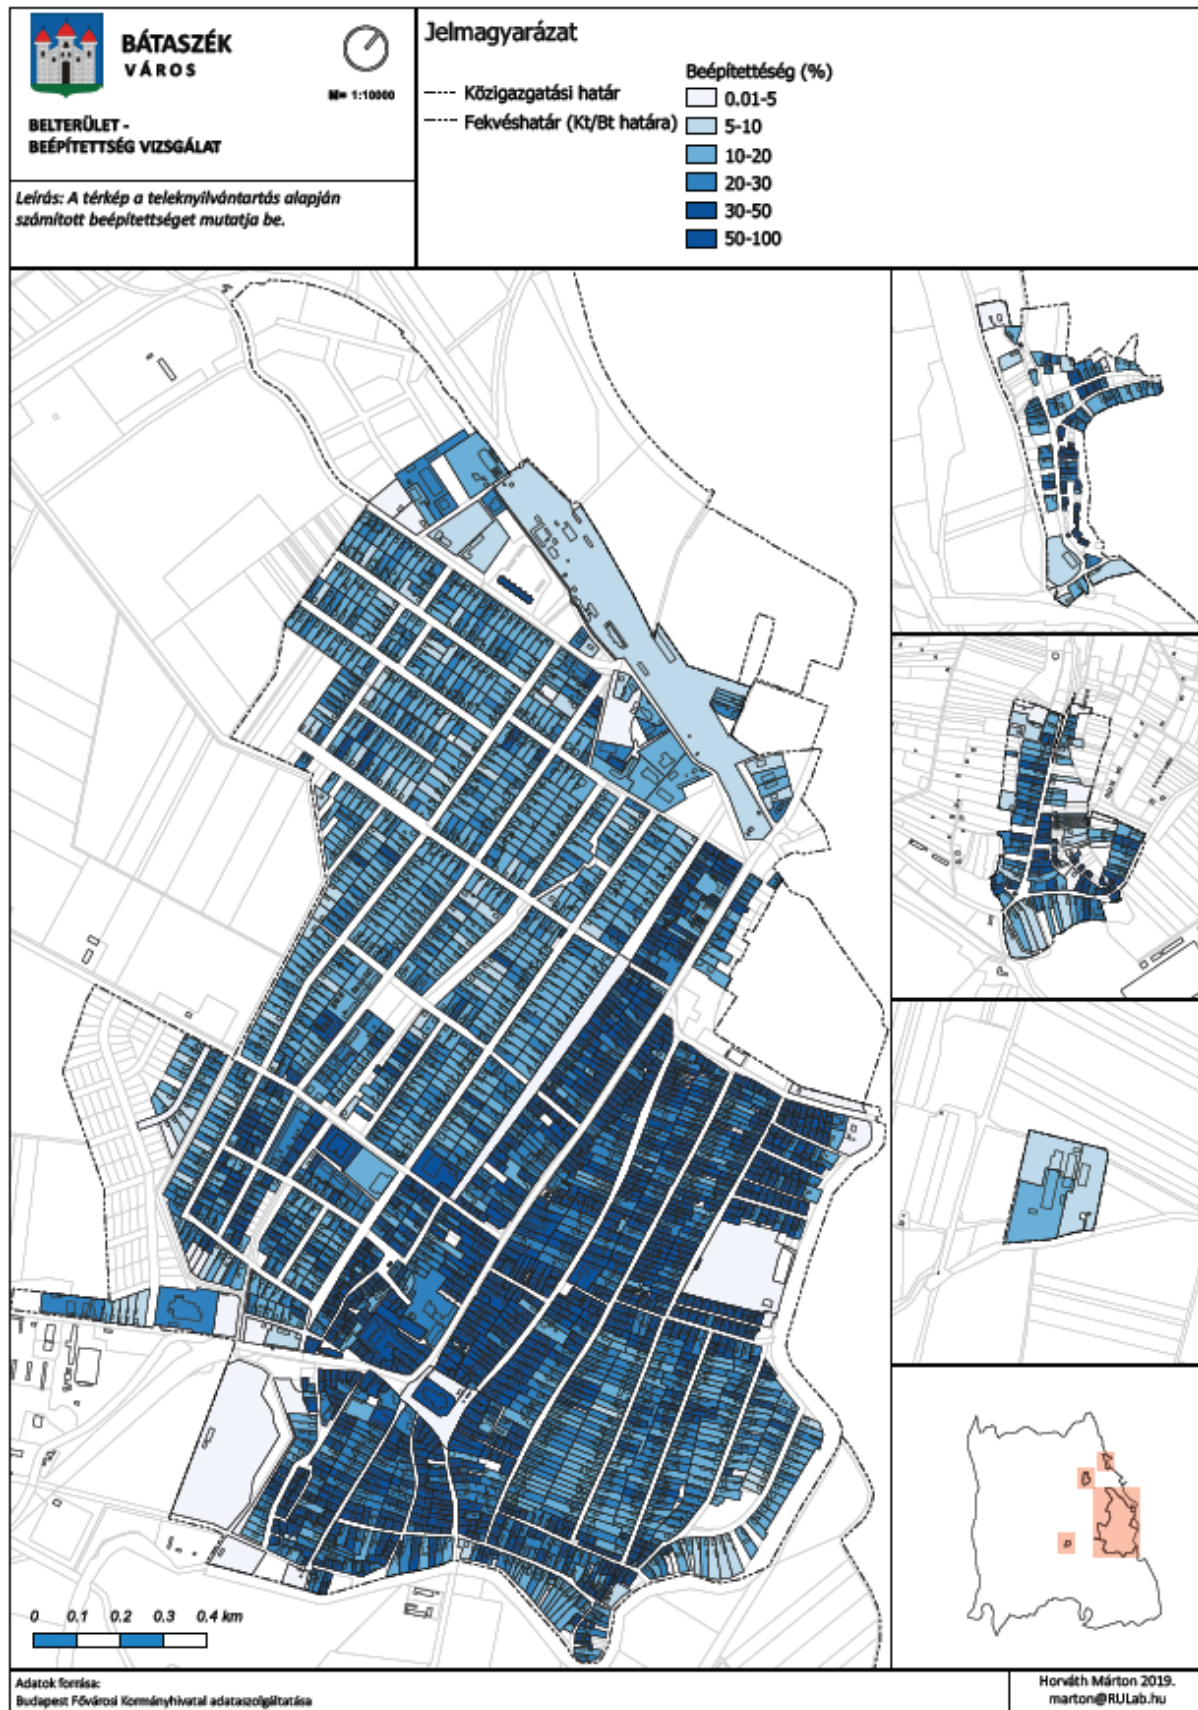 BÁTASZÉK
VÁROS
M= 1:10000
BELTERÜLET -
BEÉPÍTETTSÉG VIZSGÁLAT
Leírás: A térkép a teleknyilvántartás alapján
számított beépítettséget mutatja be.
Jelmagyarázat
Közigazgatási határ
Fekvéshatár (Kt/Bt határa)
Beépítettéség (%)
0.01-5
5-10
10-20
20-30
30-50
50-100
0 0.1 0.2 0.3 0.4 km
Adatok forrása:
Budapest Fővárosi Kormányhivatal adataszolgáltatása
Horváth Márton 2019.
marton@RULab.hu